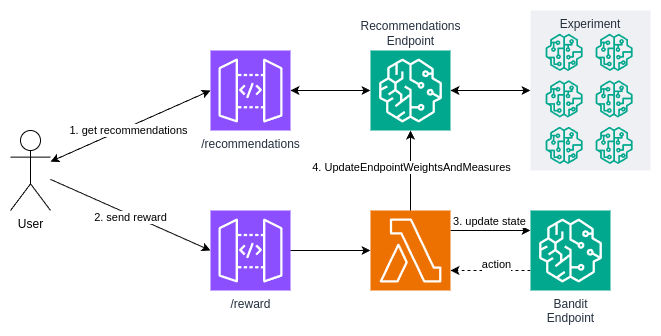 Recommendations
Endpoint
Experiment
1. get recommendations
/recommendations
4. UpdateEndpointWeightsAndMeasures
User
2. send reward
3. update state
action
/reward
Bandit
Endpoint